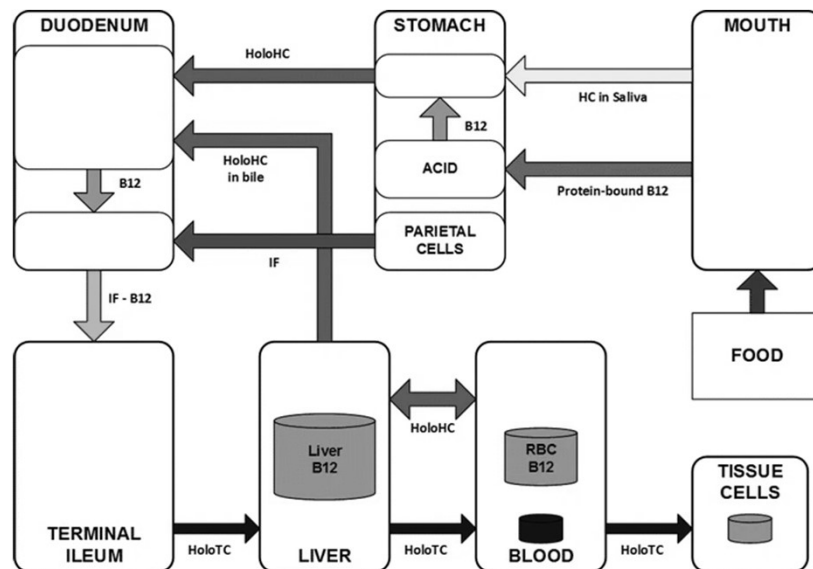 DUODENUM
STOMACH
MOUTH
HoloHC
HC in Saliva
B12
HoloHC
in bile
B12
ACID
Protein-bound B12
PARIETAL
CELLS
IF
IF - B12
FOOD
HoloHC
Liver
B12
RBC
B12
TISSUE
CELLS
TERMINAL
ILEUM
HoloTC
LIVER
HoloTC
BLOOD
HoloTC